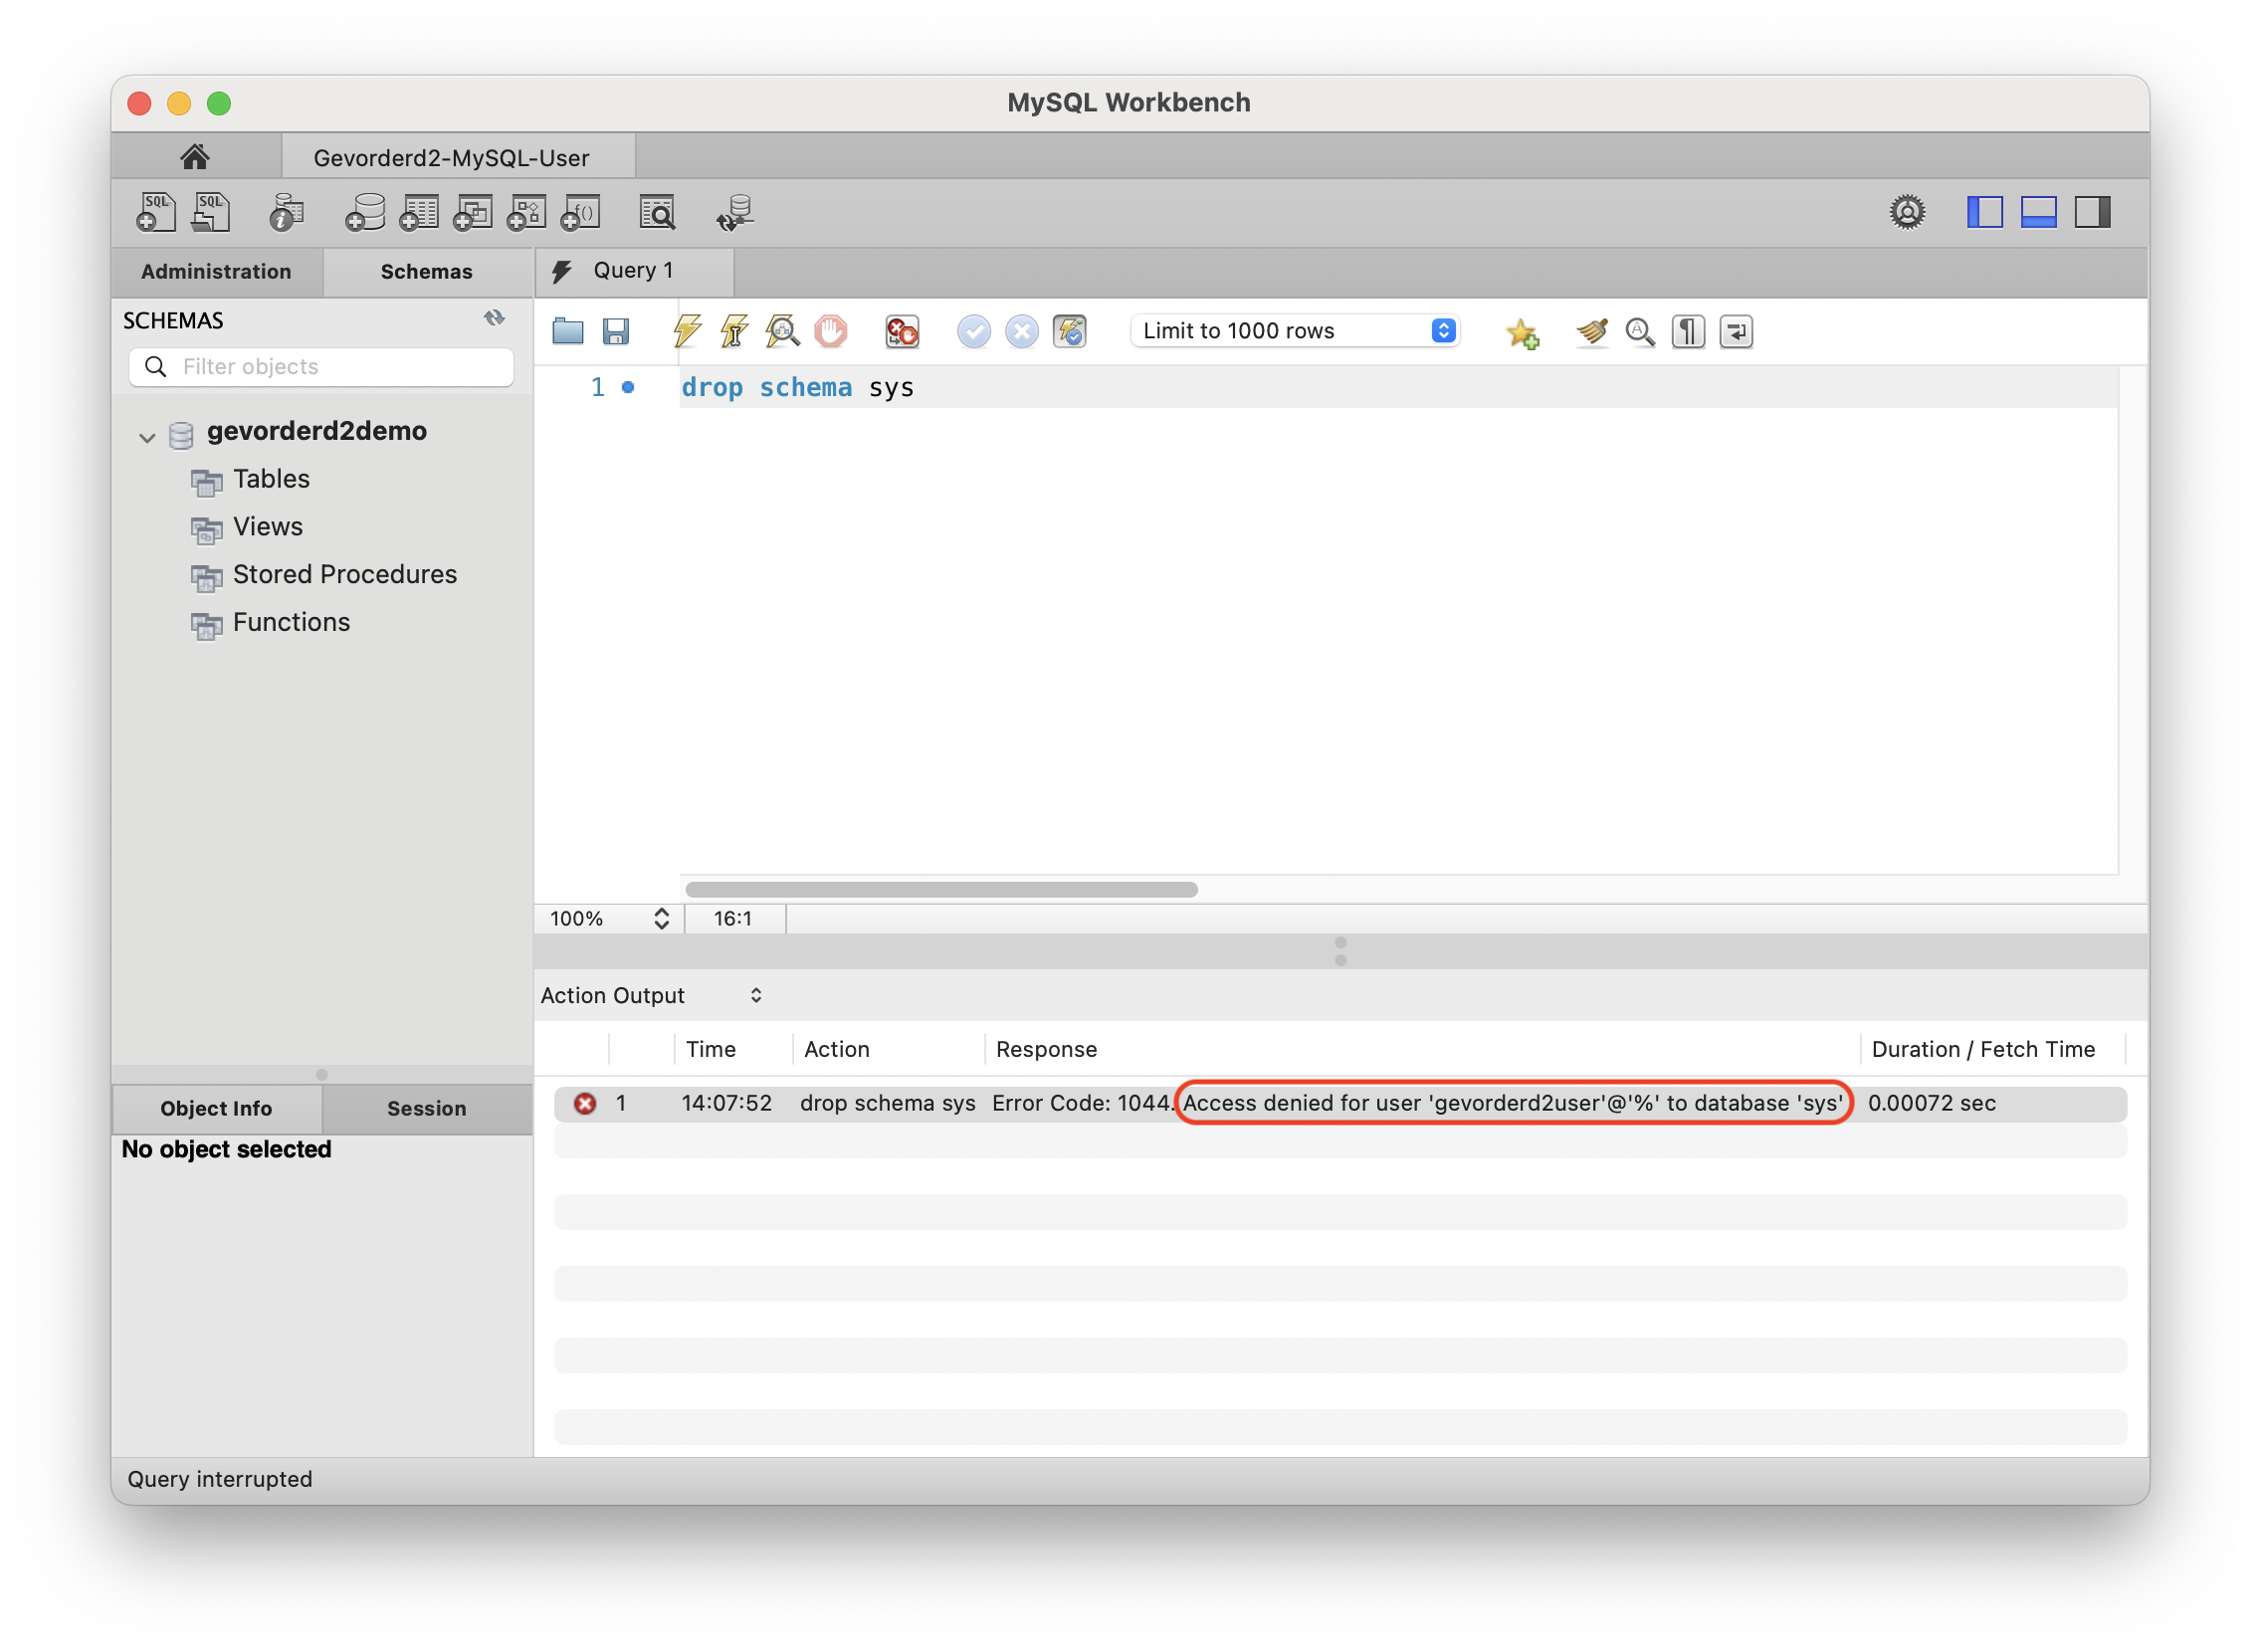 MySQL Workbench
Gevorderd2-MySQL-User
SQL SQL i f()
Administration Schemas Query 1
SCHEMAS
Filter objects
Limit to 1000 rows
gevorderd2demo
Tables
Views
Stored Procedures
Functions
1 drop schema sys
100% 16:1
Action Output
Time Action Response Duration / Fetch Time
1 14:07:52 drop schema sys Error Code: 1044. Access denied for user 'gevorderd2user'@'%' to database 'sys' 0.00072 sec
Object Info Session
No object selected
Query interrupted